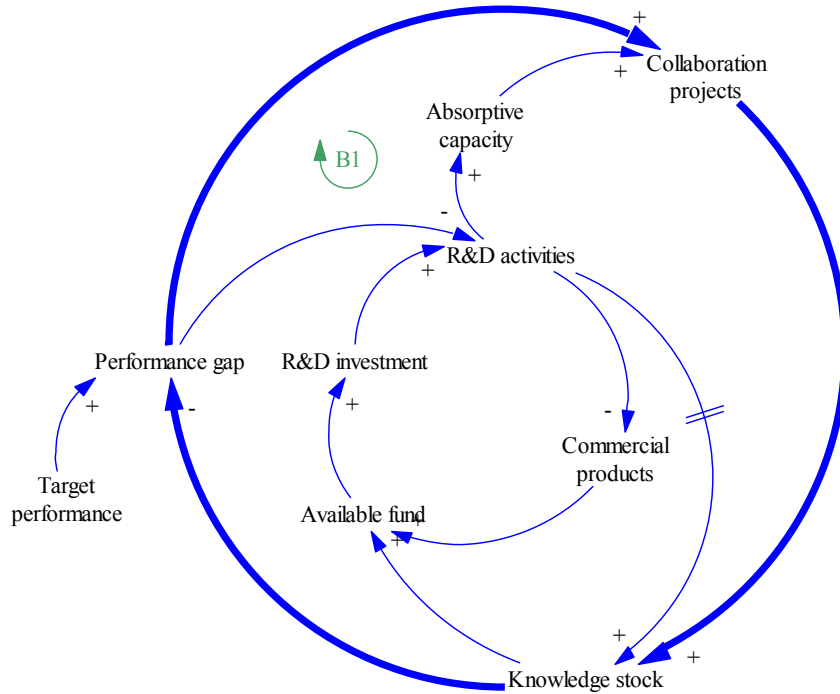 +
Collaboration
projects
+
Absorptive
capacity
+
B1
-
R&D activities
+
Performance gap
R&D investment
+
+
-
-
Commercial
products
Target
performance
Available fund
+
+
+
+
Knowledge stock